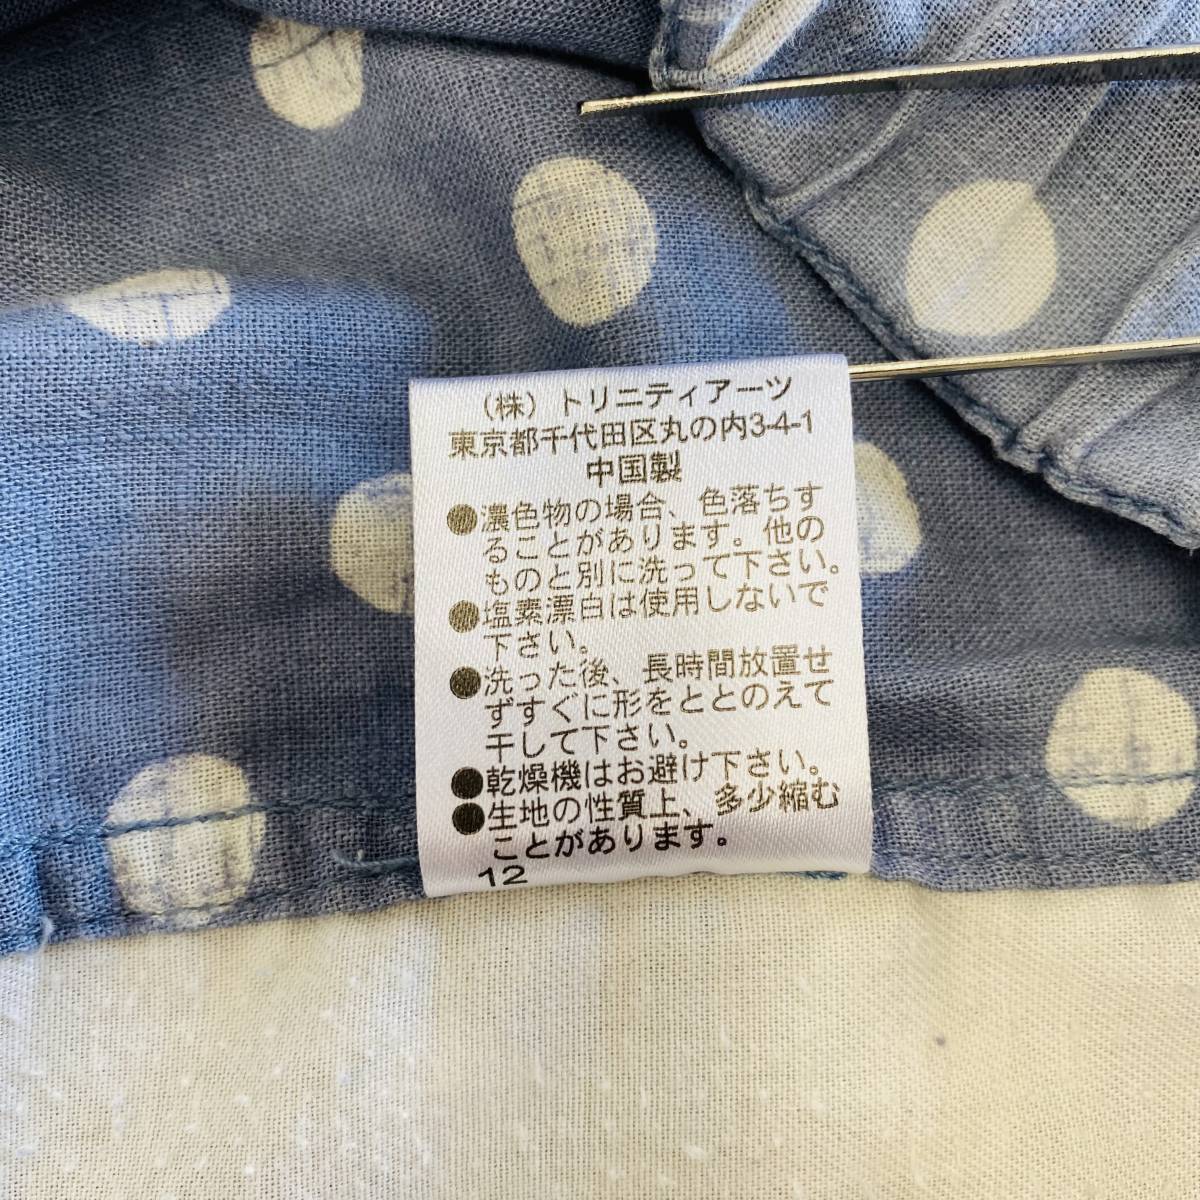 (株) トリニティアーツ
東京都千代田区丸の内3-4-1
中国製
●濃色物の場合、色落ちす
ることがあります。他の
ものと別に洗って下さい。
●塩素漂白は使用しないで
下さい。
●洗った後、長時間放置せ
ずすぐに形をととのえて
干して下さい。
●乾燥機はお避け下さい。
●生地の性質上、多少縮む
ことがあります。
12